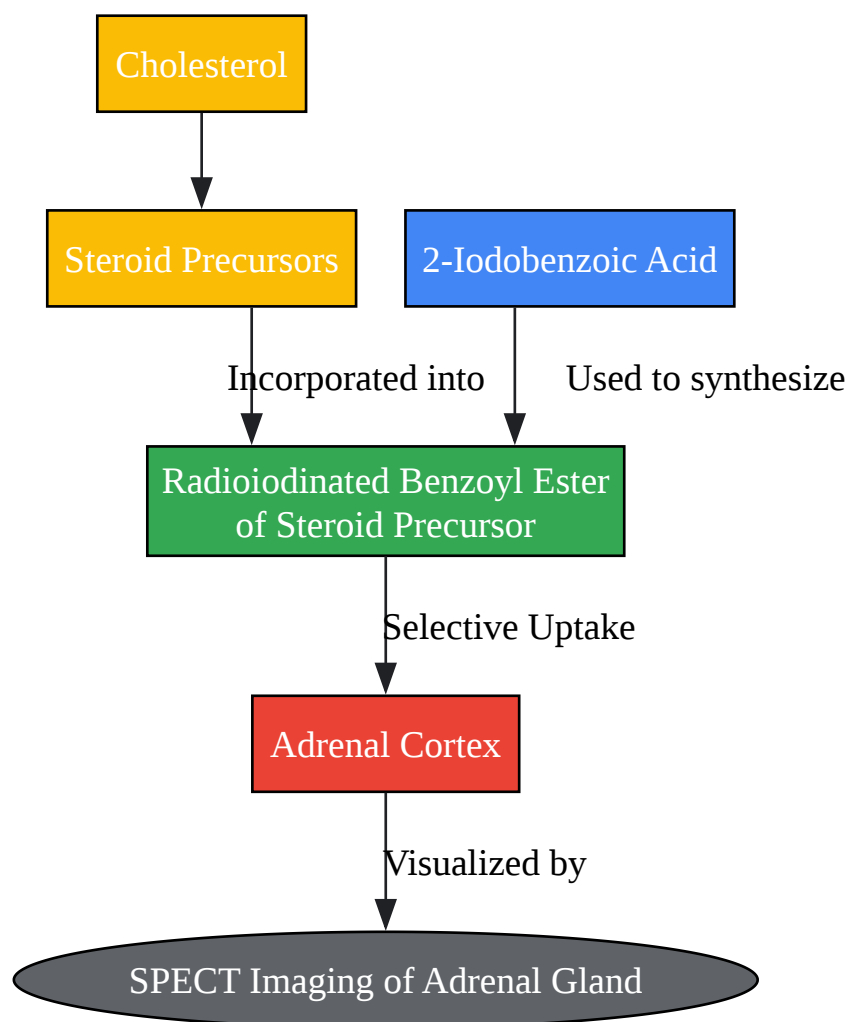 Cholesterol
Steroid Precursors
2-Iodobenzoic Acid
Incorporated into
Used to synthesize
Radioiodinated Benzoyl Ester
of Steroid Precursor
Selective Uptake
Adrenal Cortex
Visualized by
SPECT Imaging of Adrenal Gland